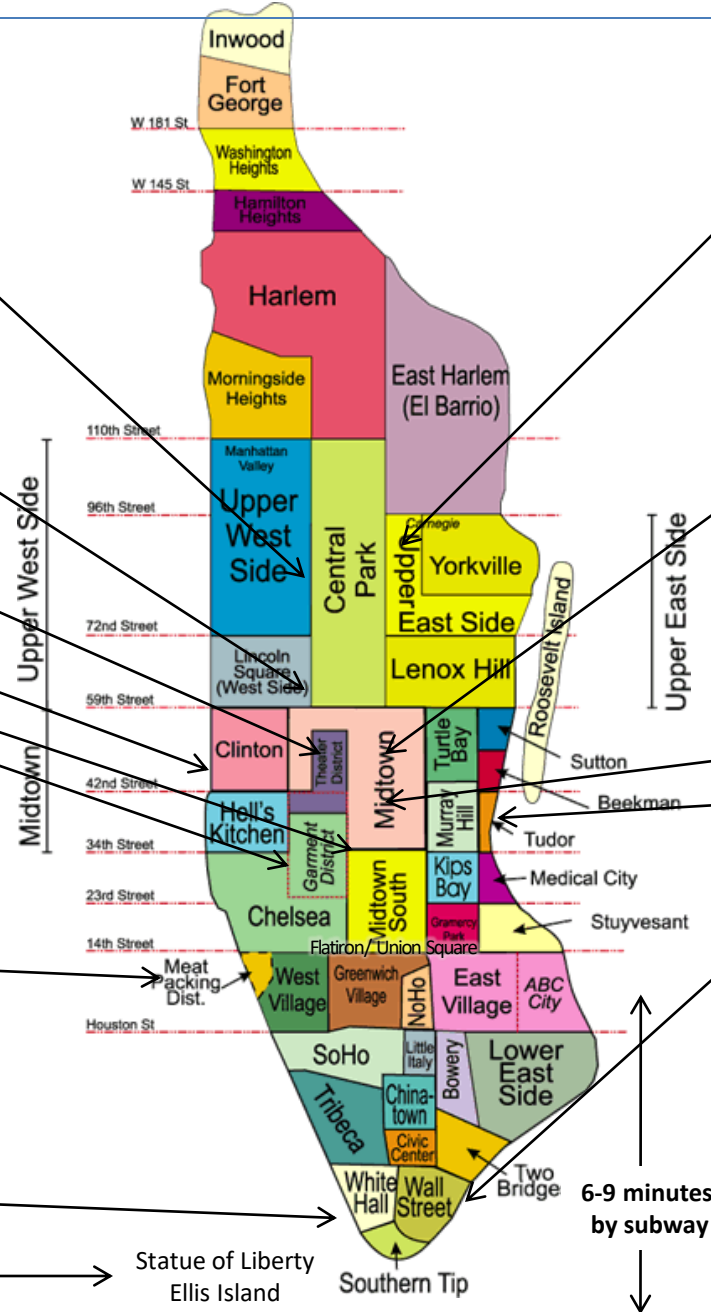 Inwood
Fort
George
W 181 St
Washington
Heights
W 145 St
Hamilton
Heights
Harlem
Morningside
Heights
East Harlem
(El Barrio)
110th Street
Manhattan
Valley
Upper
West
Side
96th Street
Central
Park
Carnegie
Upper
East Side
Yorkville
Upper West Side
Upper East Side
Roosevelt Island
72nd Street
Lincoln
Square
(West Side)
Lenox Hill
59th Street
Midtown
Clinton
Theater
District
Midtown
Turtle
Bay
Sutton
42nd Street
Hell's
Kitchen
Garment
District
Murray
Hill
Beekman
Tudor
34th Street
Kips
Bay
Medical City
23rd Street
Chelsea
Midtown
South
Gramercy
Park
Stuyvesant
14th Street
Flatiron/ Union Square
Meat
Packing
Dist.
West
Village
Greenwich
Village
NoHo
East
Village
ABC
City
Houston St
SoHo
Little
Italy
Bowery
Lower
East
Side
Tribeca
China-
town
Civic
Center
Two
Bridge
White
Hall
Wall
Street
6-9 minutes
by subway
Statue of Liberty
Ellis Island
Southern Tip